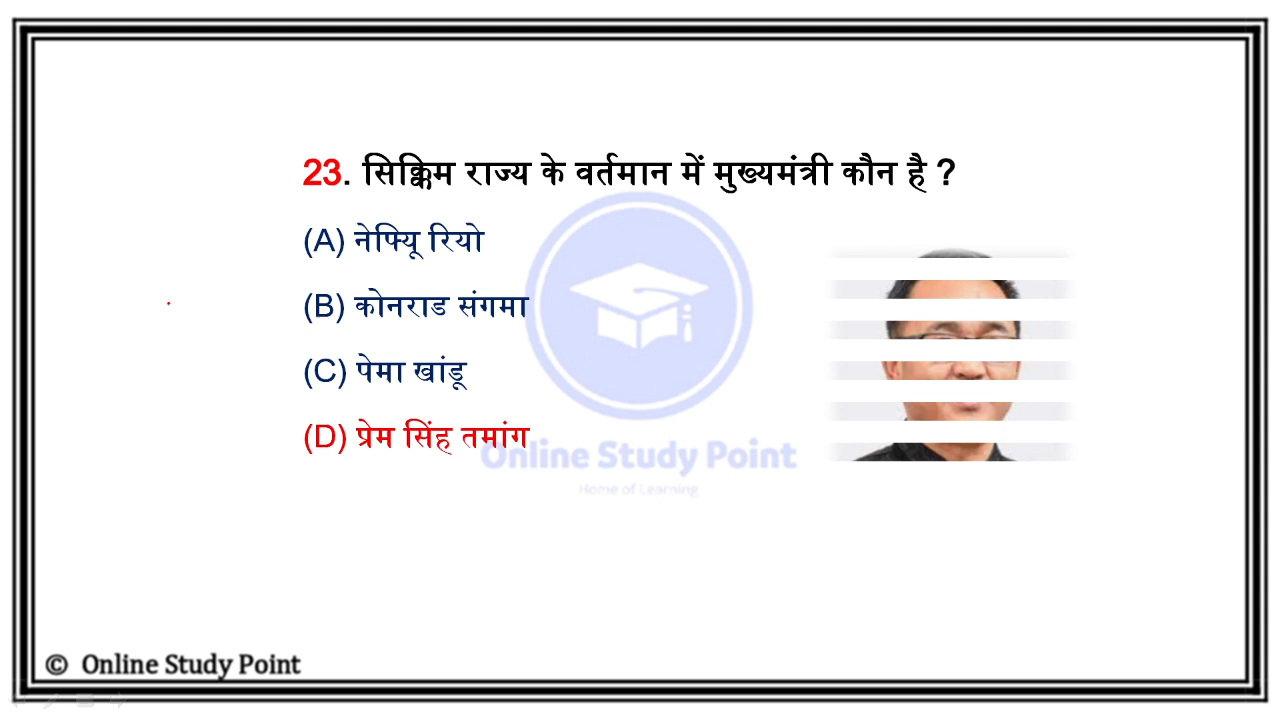 23. सिक्किम राज्य के वर्तमान में मुख्यमंत्री कौन है ?
(A) नेफ्यू रियो
(B) कोनराड संगमा
(C) पेमा खांडू
(D) प्रेम सिंह तमांग
Online Study Point
Home of Learning
© Online Study Point